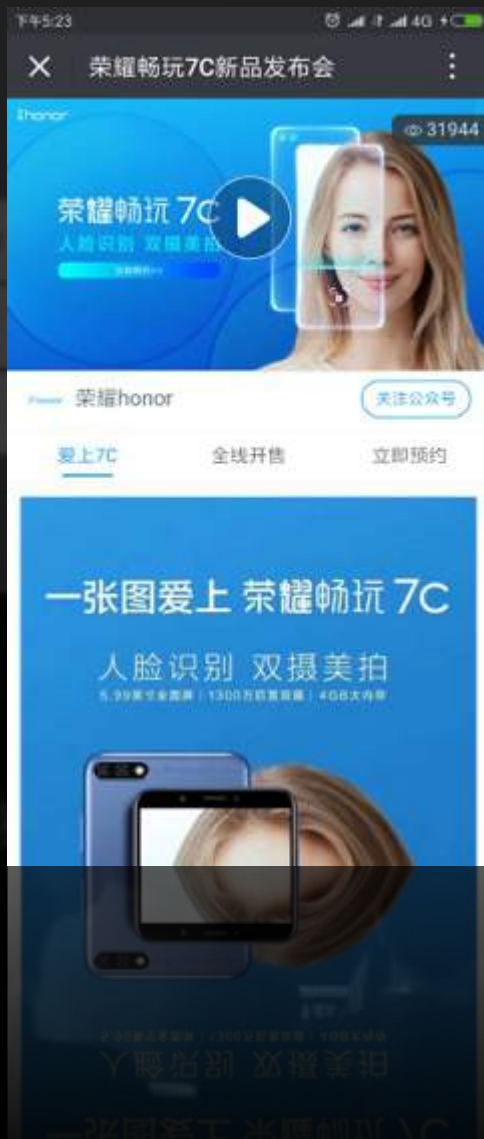 下午5:23
4G
荣耀畅玩7C新品发布会
honor
31944
荣耀畅玩 7C
人脸识别 双摄美拍
荣耀honor
关注公众号
爱上7C
全线开售
立即预约
一张图爱上 荣耀畅玩 7C
人脸识别 双摄美拍
5.99英寸全面屏 | 1300万后置双摄 | 4GB大内存